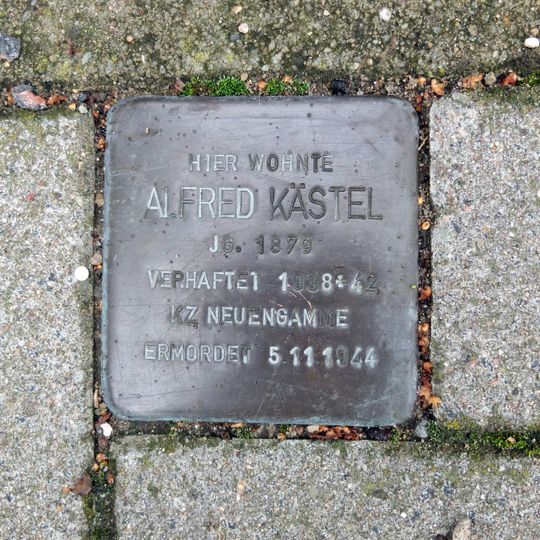 HIER WOHNTE
ALFRED KÄSTEL
JG. 1879
VERHAFTET 1938+42
KZ NEUENGAMME
ERMORDET 5.11.1944